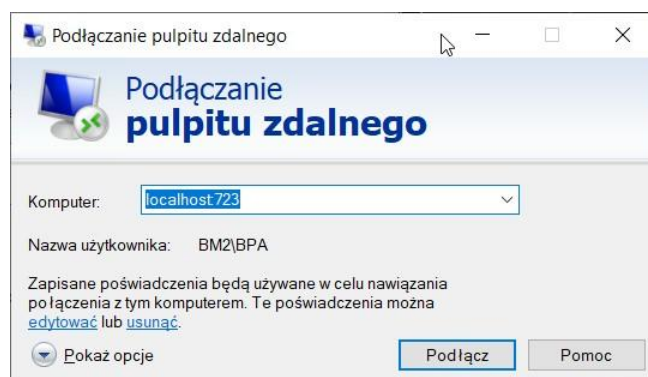 Podłączanie pulpitu zdalnego
Podłączanie
pulpitu zdalnego
Komputer: localhost:723
Nazwa użytkownika: BM2\BPA
Zapisane poświadczenia będą używane w celu nawiązania
połączenia z tym komputerem. Te poświadczenia można
edytować lub usunąć.
Pokaż opcje Podłącz Pomoc